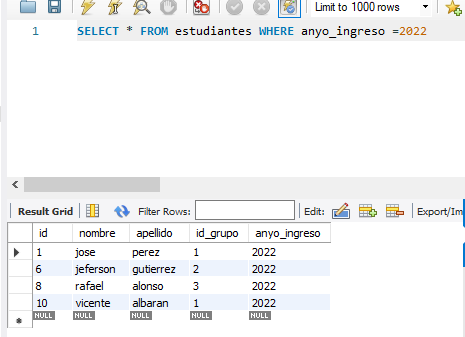 Limit to 1000 rows
1 SELECT * FROM estudiantes WHERE anyo_ingreso =2022
Result Grid Filter Rows: Edit: Export/Im
id nombre apellido id_grupo anyo_ingreso
1 jose perez 1 2022
6 jeferson gutierrez 2 2022
8 rafael alonso 3 2022
10 vicente albaran 1 2022
NULL NULL NULL NULL NULL